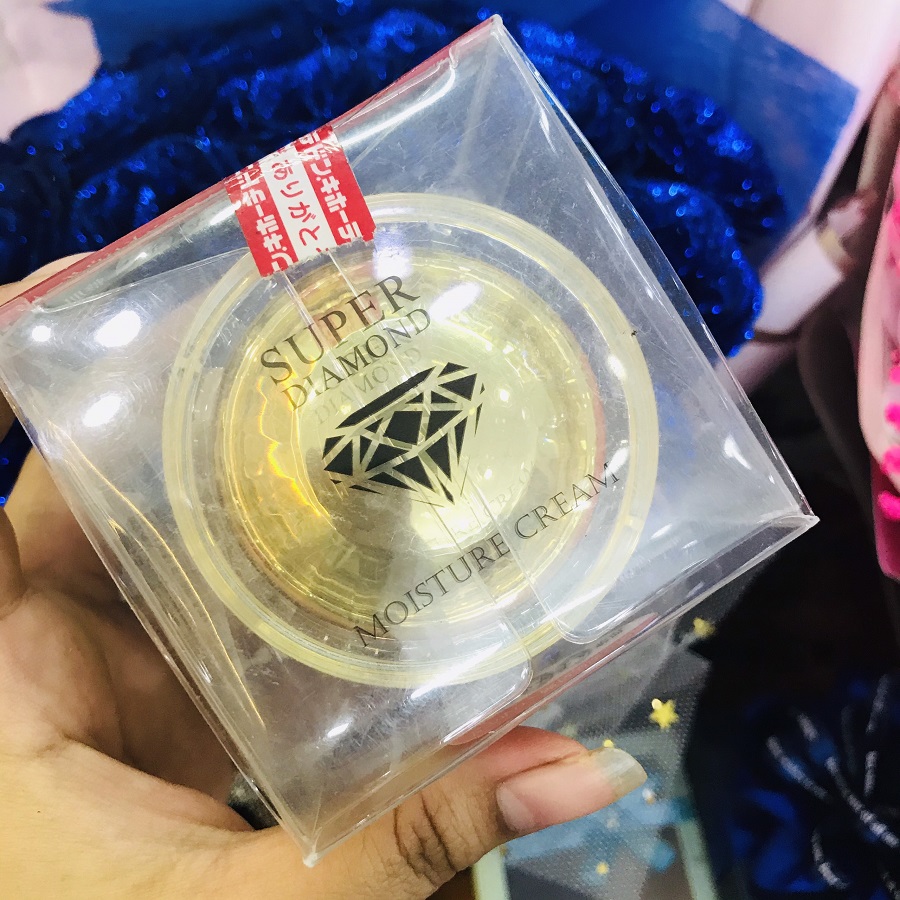 ありがと
SUPER
DIAMOND
MOISTURE CREAM